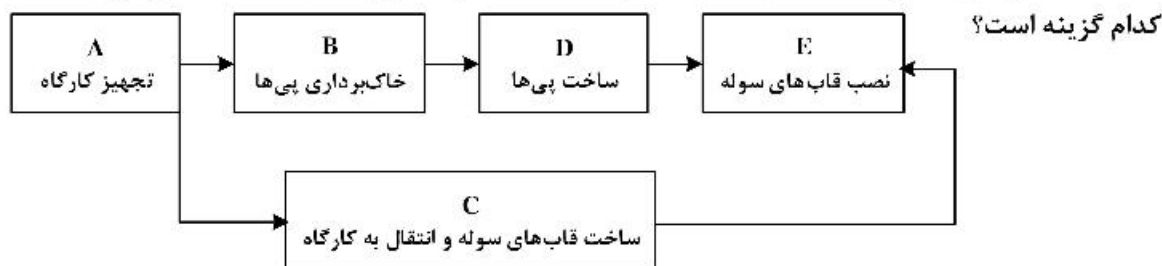 کدام گزینه است؟
A
تجهیز کارگاه
B
خاک‌برداری پی‌ها
D
ساخت پی‌ها
E
نصب قاب‌های سوله
C
ساخت قاب‌های سوله و انتقال به کارگاه